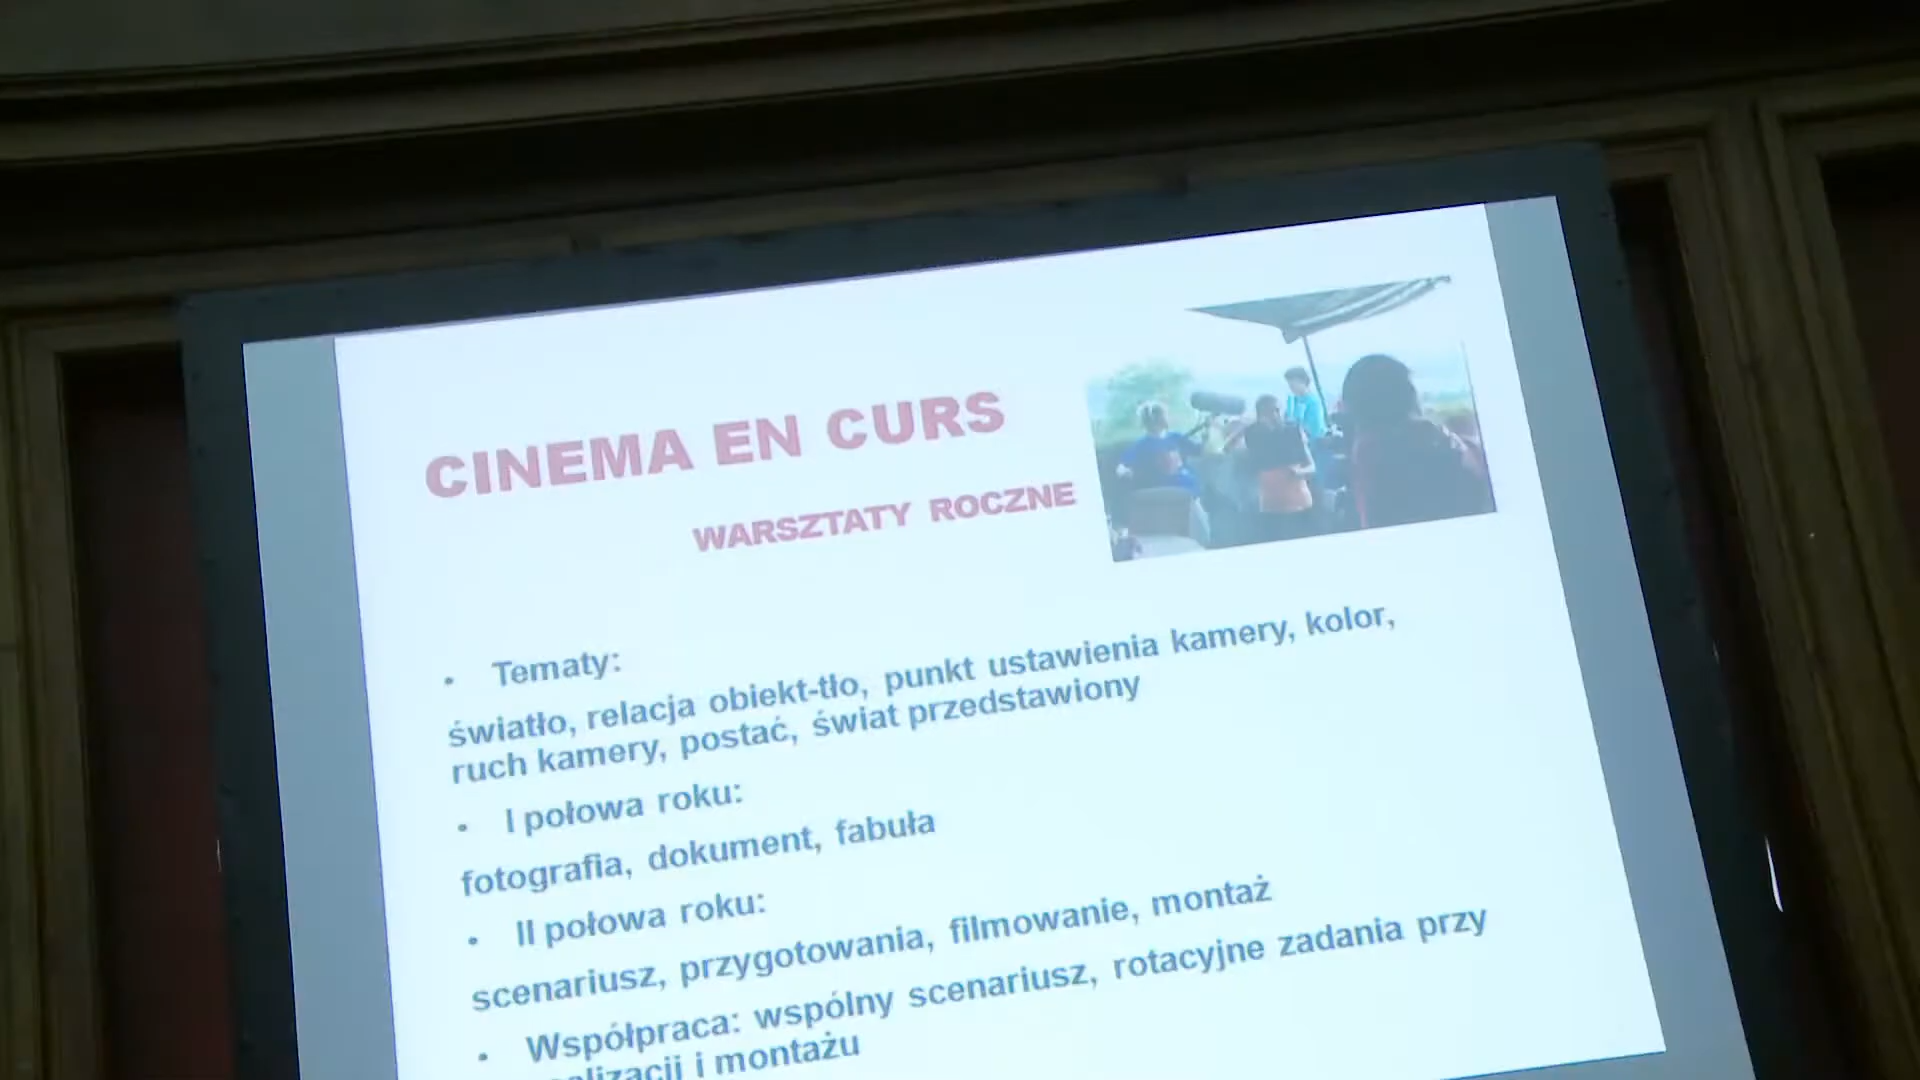 CINEMA EN CURS
WARSZTATY ROCZNE
• Tematy:
światło, relacja obiekt-tło, punkt ustawienia kamery, kolor,
ruch kamery, postać, świat przedstawiony
• I połowa roku:
fotografia, dokument, fabuła
• II połowa roku:
scenariusz, przygotowania, filmowanie, montaż
• Współpraca: wspólny scenariusz, rotacyjne zadania przy
i montażu